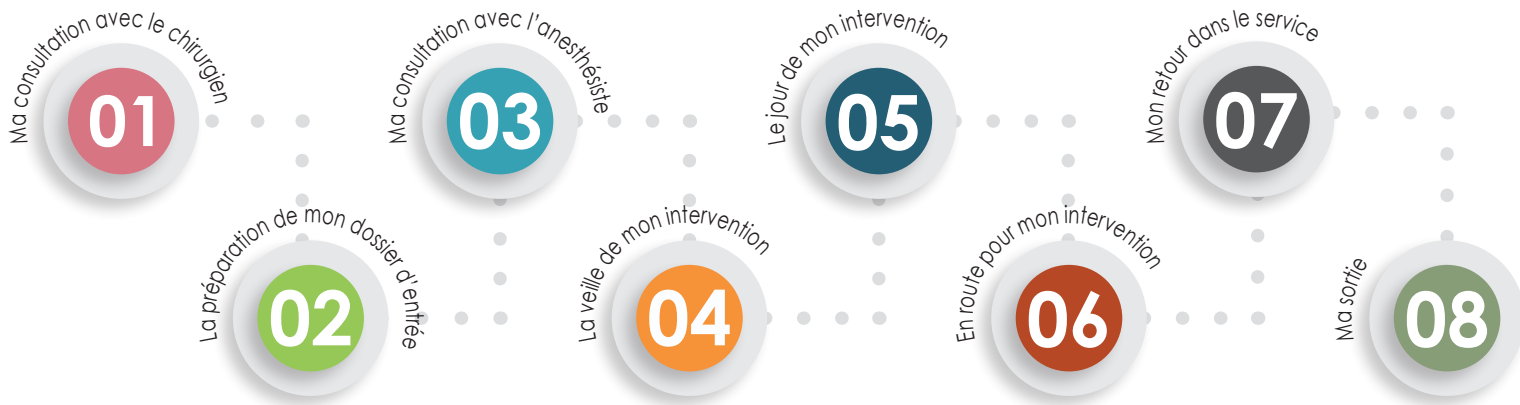 Ma consultation avec le chirurgien
01
La préparation de mon dossier d'entrée
02
Ma consultation avec l'anesthésiste
03
La veille de mon intervention
04
Le jour de mon intervention
05
En route pour mon intervention
06
Mon retour dans le service
07
Ma sortie
08